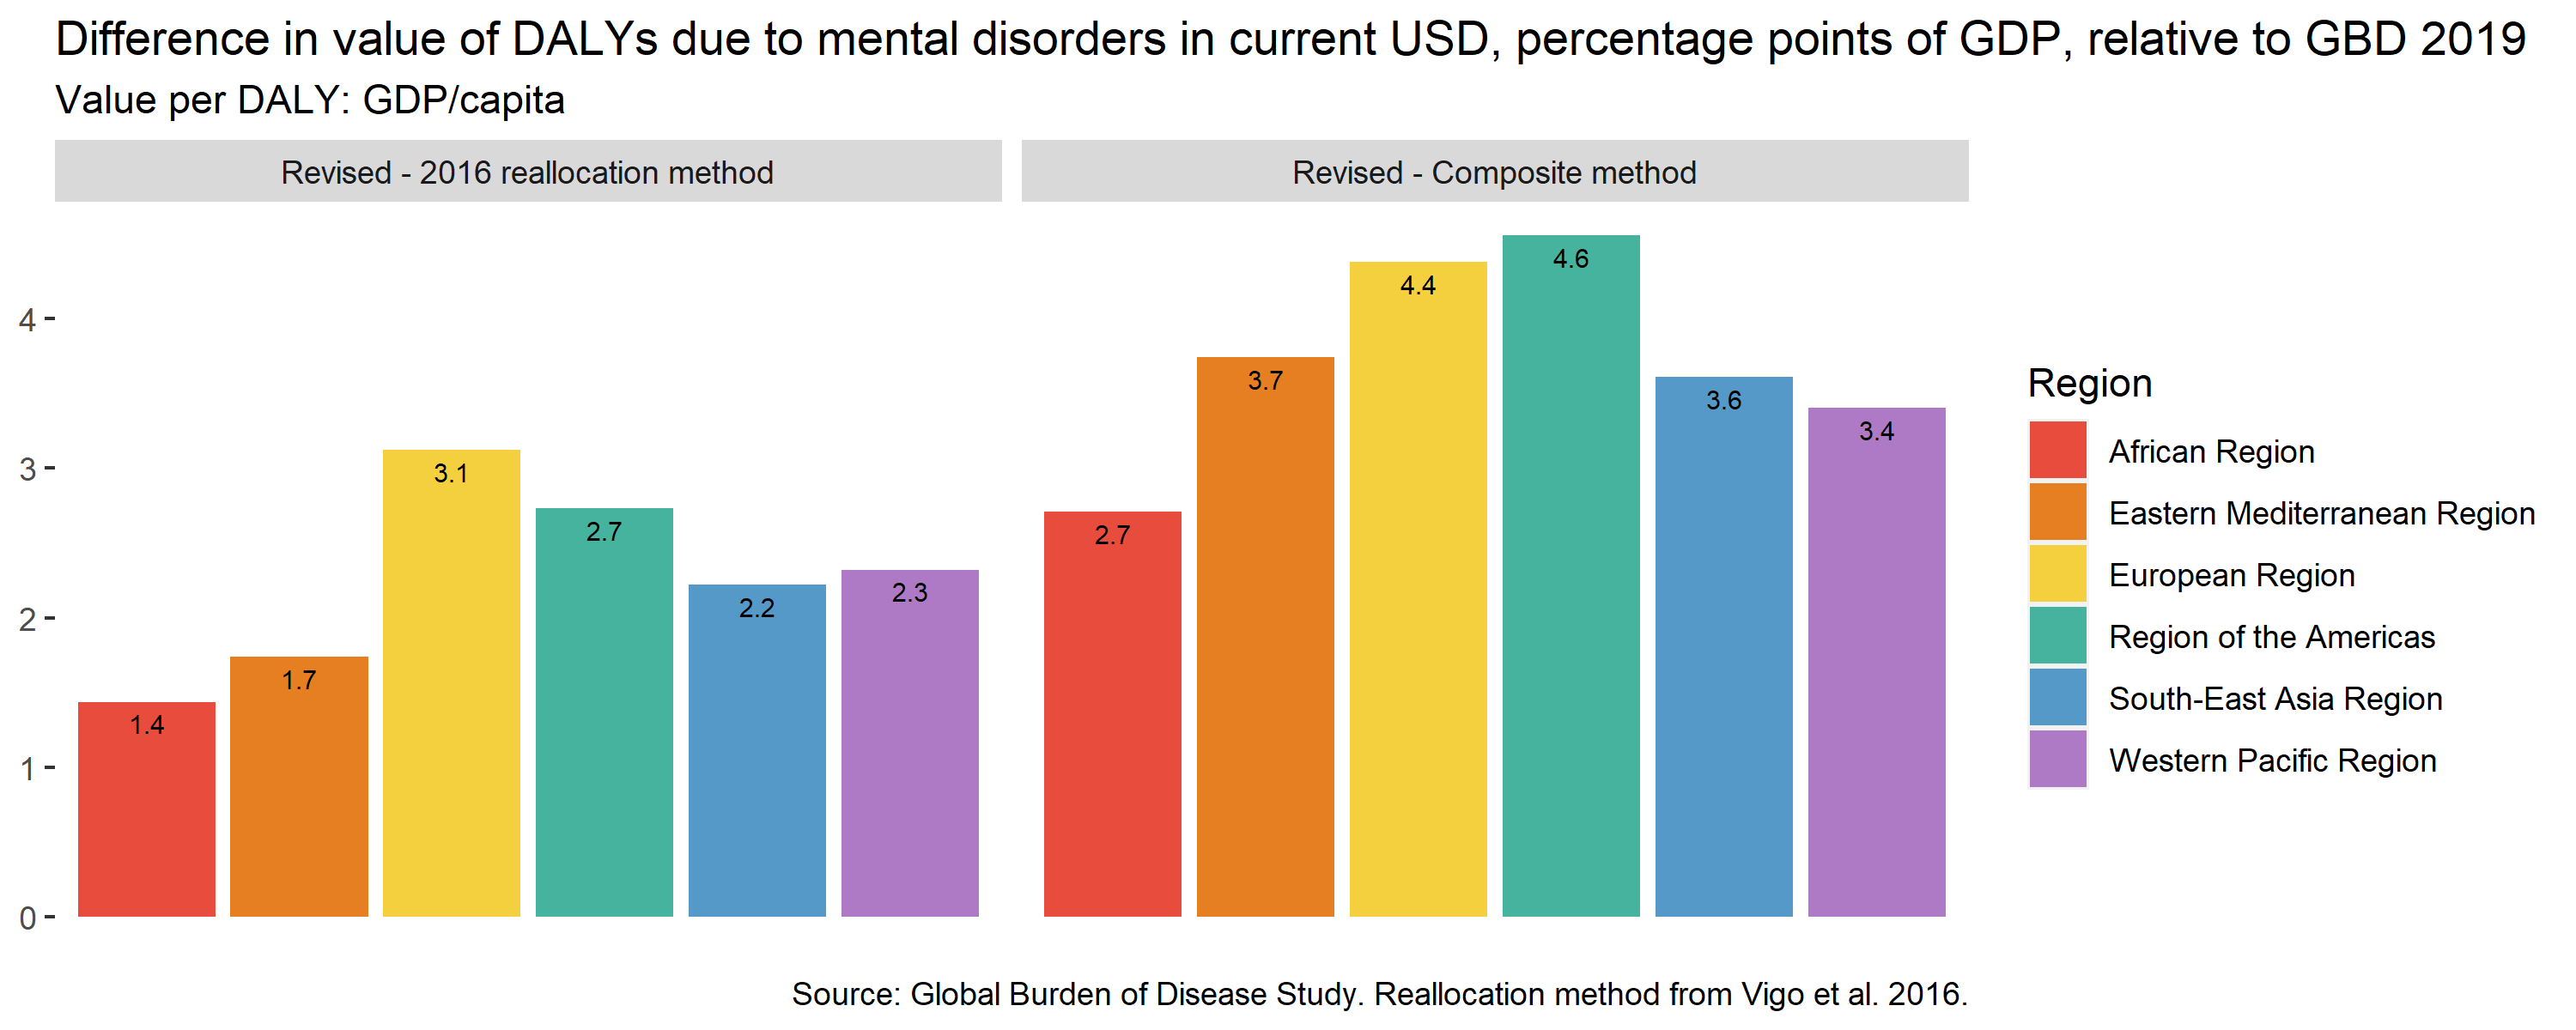 Difference in value of DALYs due to mental disorders in current USD, percentage points of GDP, relative to GBD 2019
Value per DALY: GDP/capita
Revised - 2016 reallocation method
Revised - Composite method
4
3
2
1
0
1.4
1.7
3.1
2.7
2.2
2.3
2.7
3.7
4.4
4.6
3.6
3.4
Region
African Region
Eastern Mediterranean Region
European Region
Region of the Americas
South-East Asia Region
Western Pacific Region
Source: Global Burden of Disease Study. Reallocation method from Vigo et al. 2016.